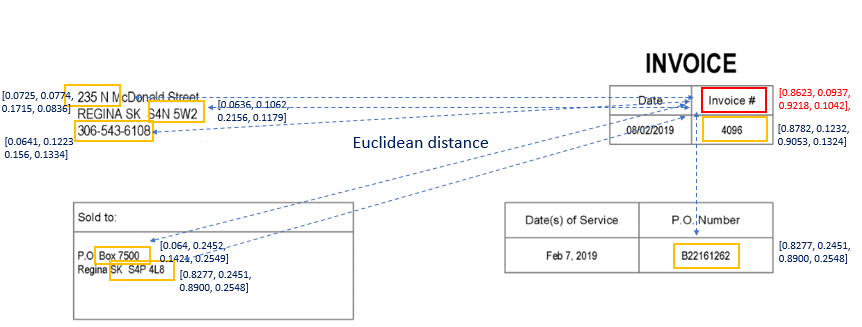 INVOICE
[0.0725, 0.0774,
0.1715, 0.0836]
235 N McDonald Street
REGINA SK S4N 5W2
306-543-6108
[0.0636, 0.1062,
0.2156, 0.1179]
[0.0641, 0.1223
0.156, 0.1334]
Date
Invoice #
[0.8623, 0.0937,
0.9218, 0.1042],
08/02/2019
4096
[0.8782, 0.1232,
0.9053, 0.1324]
Euclidean distance
Sold to:
P.O. Box 7500
Regina SK S4P 4L8
[0.064, 0.2452,
0.1421, 0.2549]
[0.8277, 0.2451,
0.8900, 0.2548]
Date(s) of Service
P.O. Number
Feb 7, 2019
B22161262
[0.8277, 0.2451,
0.8900, 0.2548]